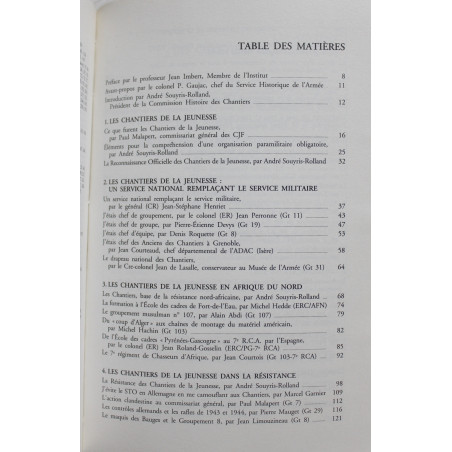 TABLE DES MATIÈRES
Préface par le professeur Jean Imbert, Membre de l'Institut 8
Avant-propos par le colonel P. Gaujac, chef du Service Historique de l'Armée 11
Introduction par André Souyris-Rolland,
Président de la Commission Histoire des Chantiers 12
1. LES CHANTIERS DE LA JEUNESSE
Ce que furent les Chantiers de la Jeunesse,
par Paul Malapert, commissariat général des CJF 16
Eléments pour la compréhension d'une organisation paramilitaire obligatoire,
par André Souyris-Rolland 25
La Reconnaissance Officielle des Chantiers de la Jeunesse, par André Souyris-Rolland 32
2. LES CHANTIERS DE LA JEUNESSE :
UN SERVICE NATIONAL REMPLAÇANT LE SERVICE MILITAIRE
Un service national remplaçant le service militaire,
par le général (CR) Jean-Stéphane Henriet 37
J'étais chef de groupement, par le colonel (ER) Jean Perronne (Gt 11) 43
J'étais chef de groupe, par Pierre-Étienne Devys (Gt 19) 47
J'étais chef d'équipe, par Denis Roquette (Gt 8) 53
J'étais chef des Anciens des Chantiers à Grenoble,
par Jean Cournaud, chef départemental de l'ADAC (Isère) 58
Le drapeau national des Chantiers,
par le Cre-colonel Jean de Lasalle, conservateur au Musée de l'Armée (Gt 31) 64
3. LES CHANTIERS DE LA JEUNESSE EN AFRIQUE DU NORD
Les Chantiers, base de la résistance nord-africaine, par André Souyris-Rolland 68
La formation à l'École des cadres de Fort-de-l'Eau, par Michel Hedde (ERC/AFN) 74
Le groupement musulman n° 107, par Alain Abdi (Gt 107) 79
Du «coup d'Alger» aux chaînes de montage du matériel américain,
par Michel Hachin (Gt 103) 82
De l'École des cadres «Pyrénées-Gascogne» au 7e R.C.A. par l'Espagne,
par le colonel (ER) Jean Roland-Gosselin (ERC/PG-7e RCA) 85
Le 7e régiment de Chasseurs d'Afrique, par Jean Courtois (Gt 103-7e RCA) 92
4. LES CHANTIERS DE LA JEUNESSE DANS LA RÉSISTANCE
La Résistance des Chantiers de la Jeunesse, par André Souyris-Rolland 98
J'évite le STO en Allemagne en me camouflant aux Chantiers, par Marcel Garnier 109
L'action clandestine au commissariat général, par Paul Malapert (Gt 7) 112
Les contrôles allemands et les rafles de 1943 et 1944, par Pierre Mauget (Gt 29) 116
Le maquis des Bauges et le Groupement 8, par Jean Limouzineau (Gt 8) 121